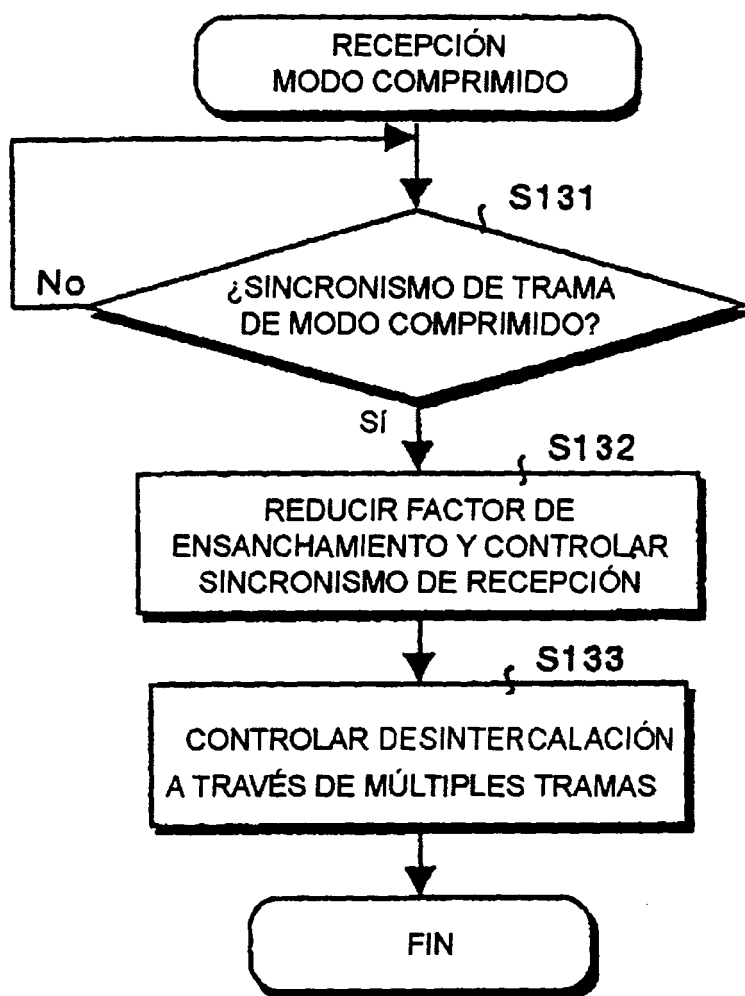 RECEPCIÓN
MODO COMPRIMIDO
S131
No
¿SINCRONISMO DE TRAMA
DE MODO COMPRIMIDO?
SÍ
S132
REDUCIR FACTOR DE
ENSANCHAMIENTO Y CONTROLAR
SINCRONISMO DE RECEPCIÓN
S133
CONTROLAR DESINTERCALACIÓN
A TRAVÉS DE MÚLTIPLES TRAMAS
FIN